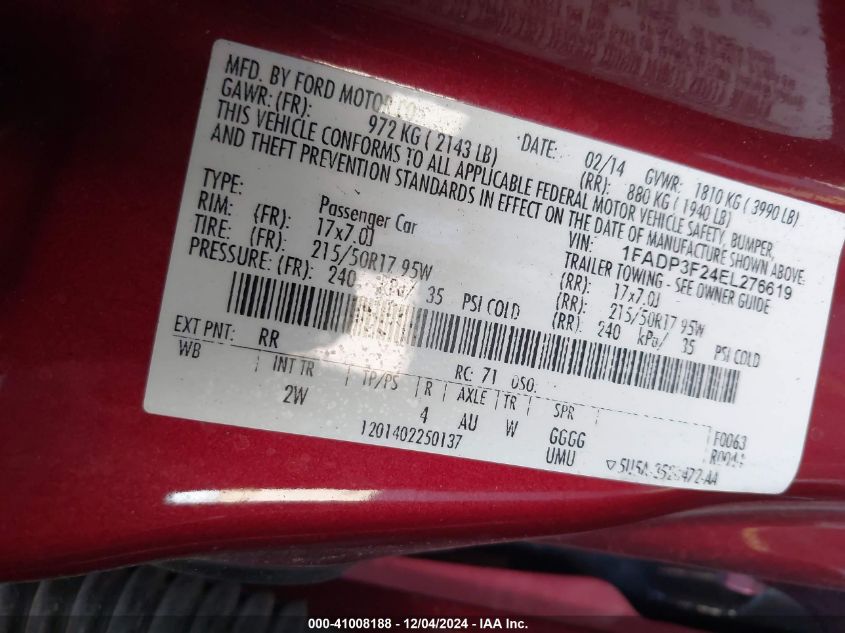 MFD. BY FORD MOTOR CO. DATE: 02/14 GVWR: 1810 KG ( 3990 LB)
GAWR: (FR): 972 KG ( 2143 LB) (RR): 880 KG ( 1940 LB)
THIS VEHICLE CONFORMS TO ALL APPLICABLE FEDERAL MOTOR VEHICLE SAFETY, BUMPER,
AND THEFT PREVENTION STANDARDS IN EFFECT ON THE DATE OF MANUFACTURE SHOWN ABOVE.
VIN: 1FADP3F24EL276619
TYPE: Passenger Car TRAILER TOWING - SEE OWNER GUIDE
RIM: (FR): 17x7.0J (RR): 17x7.0J
TIRE: (FR): 215/50R17 95W (RR): 215/50R17 95W
PRESSURE: (FR): 240 kPa/ 35 PSI COLD (RR): 240 kPa/ 35 PSI COLD
EXT PNT: RR RC: 71 DSO:
WB INT TR TP/PS R AXLE TR SPR F0063
2W 4 AU W GGGG
1201402250137 UMU
000-41008188 - 12/04/2024 - IAA Inc.